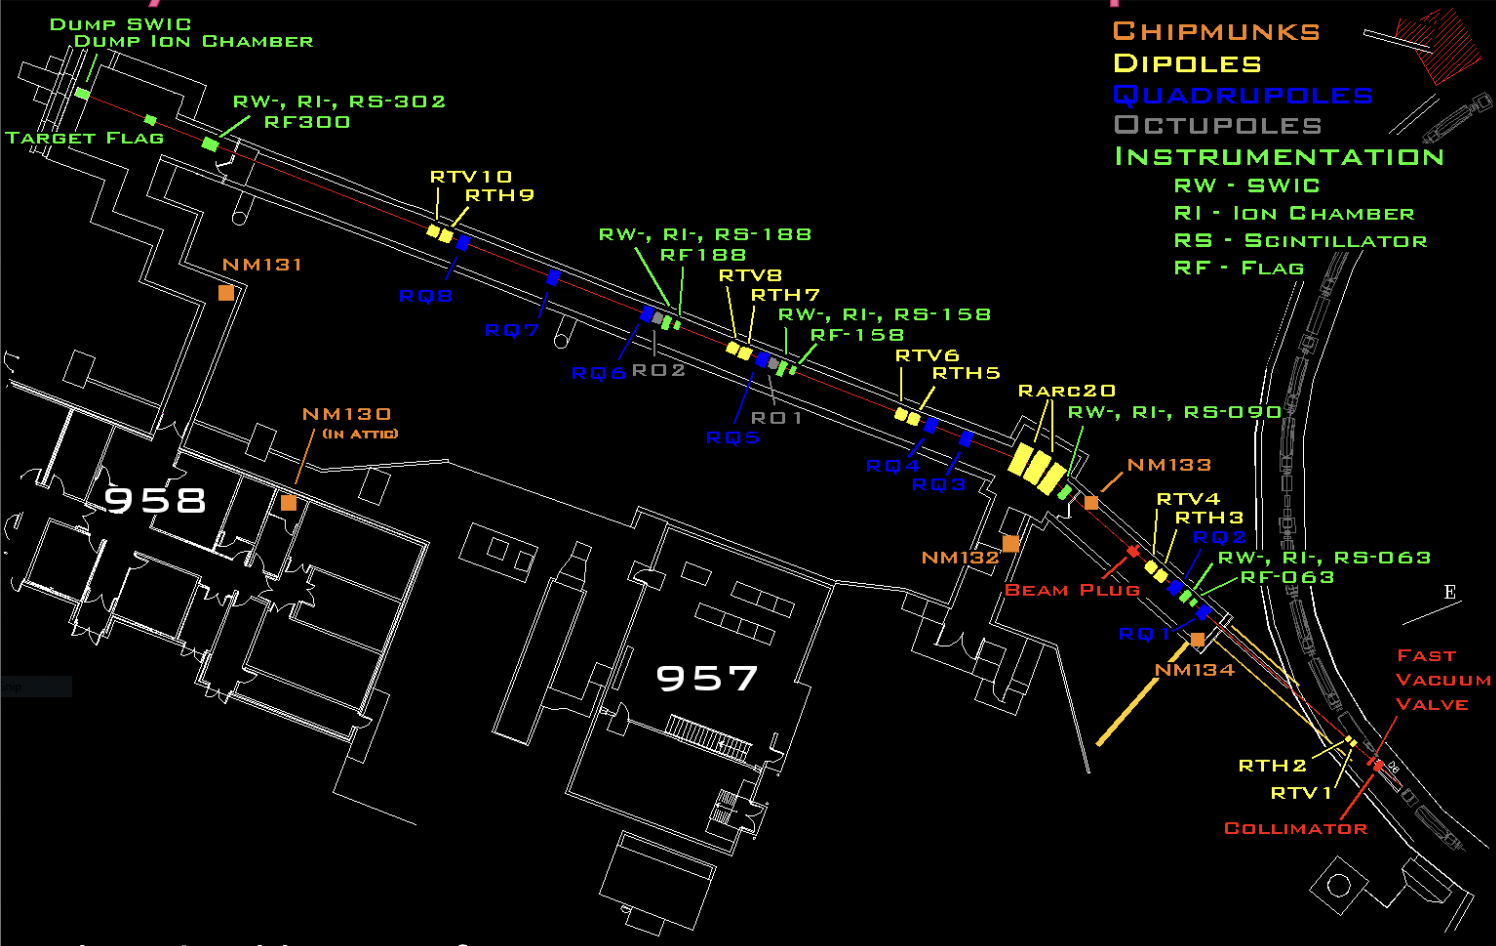 Dump SWIC
Dump Ion Chamber
Target Flag
RW-, RI-, RS-302
RF300
RTV10
RTH9
NM131
RQ8
RQ7
RW-, RI-, RS-188
RF188
RTV8
RTH7
RW-, RI-, RS-158
RF-158
RQ6
RO2
RO1
RQ5
RTV6
RTH5
RQ4
RQ3
Rarc20
RW-, RI-, RS-090
NM130
(In Attic)
958
957
NM133
NM132
RTV4
RTH3
RQ2
RW-, RI-, RS-063
RF-063
Beam Plug
RQ1
NM134
E
Fast
Vacuum
Valve
RTH2
RTV1
Collimator
Chipmunks
Dipoles
Quadrupoles
Octupoles
Instrumentation
RW - SWIC
RI - Ion Chamber
RS - Scintillator
RF - Flag